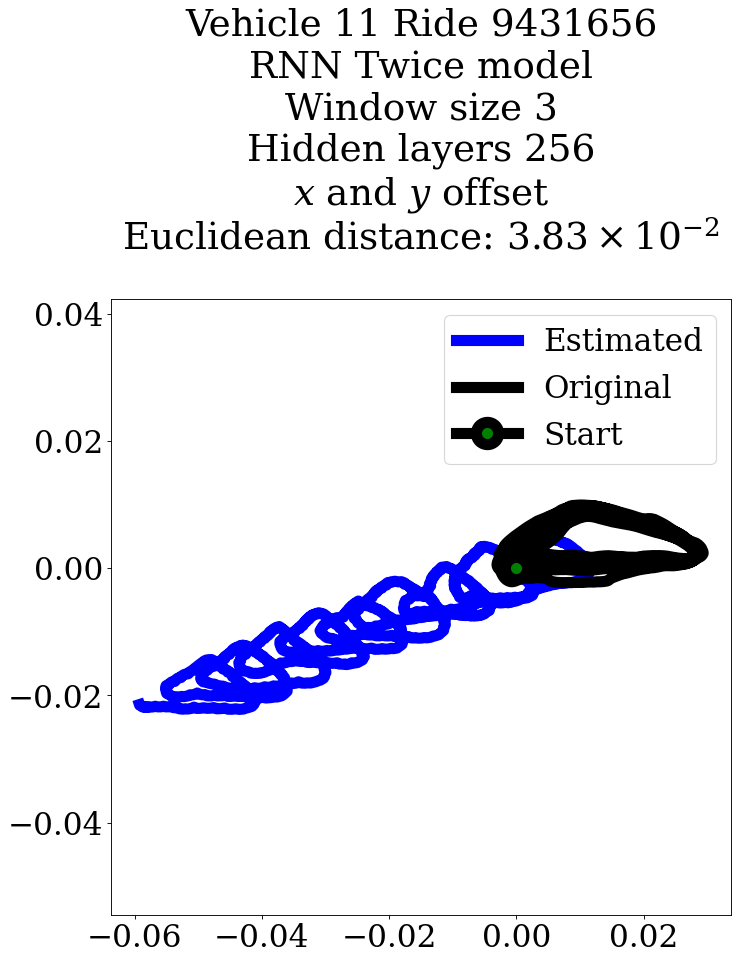 Vehicle 11 Ride 9431656
RNN Twice model
Window size 3
Hidden layers 256
x and y offset
Euclidean distance: 3.83 × 10⁻²
0.04
0.02
0.00
−0.02
−0.04
Estimated
Original
Start
−0.06
−0.04
−0.02
0.00
0.02